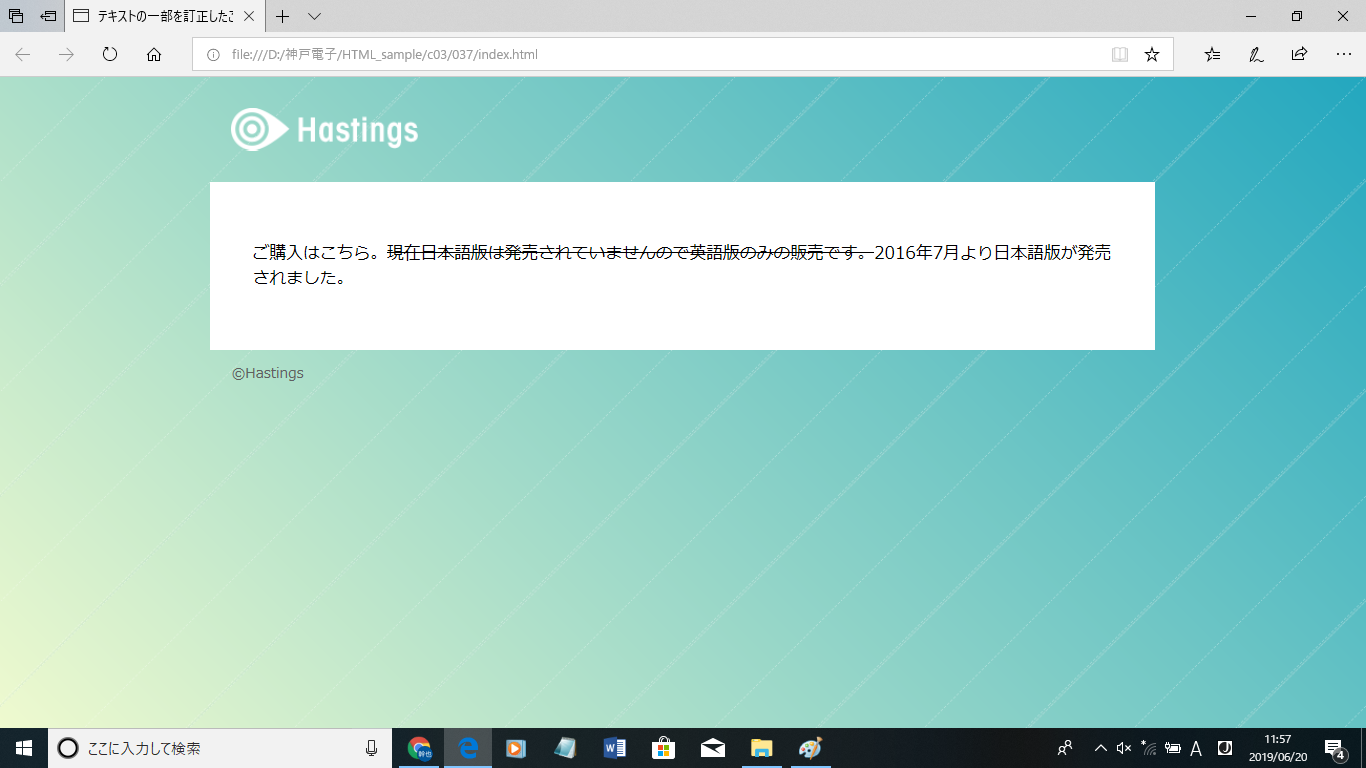 テキストの一部を訂正したさ
file:///D:/神戸電子/HTML_sample/c03/037/index.html
Hastings
ご購入はこちら。現在日本語版は発売されていませんので英語版のみの販売です。2016年7月より日本語版が発売
されました。
©Hastings
ここに入力して検索
幹也
A
11:57
2019/06/20
4